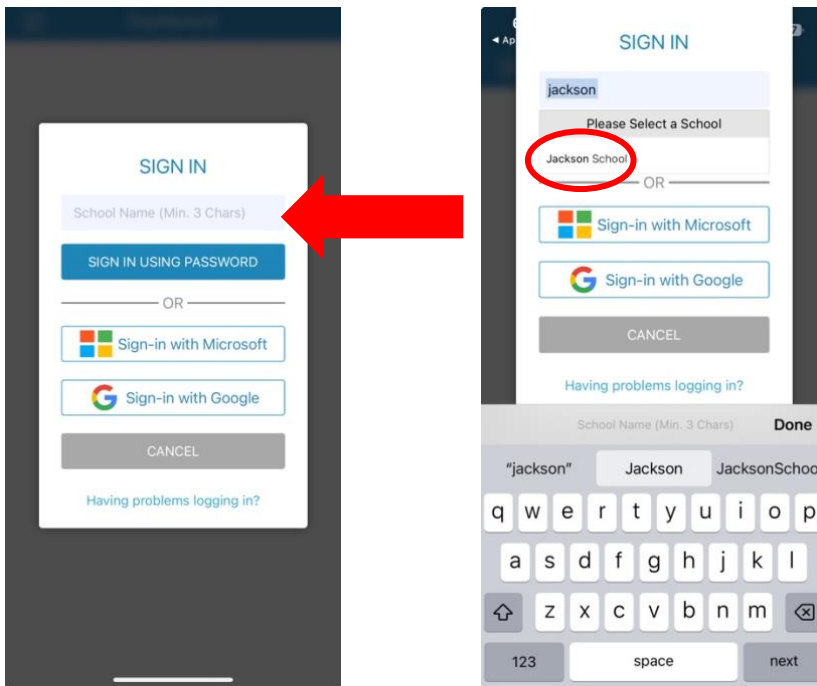 SIGN IN
School Name (Min. 3 Chars)
SIGN IN USING PASSWORD
OR
Sign-in with Microsoft
Sign-in with Google
CANCEL
Having problems logging in?
6
◄ Ap
SIGN IN
jackson
Please Select a School
Jackson School
OR
Sign-in with Microsoft
Sign-in with Google
CANCEL
Having problems logging in?
School Name (Min. 3 Chars) Done
"jackson" Jackson JacksonSchoo
q w e r t y u i o p
a s d f g h j k l
z x c v b n m
123 space next